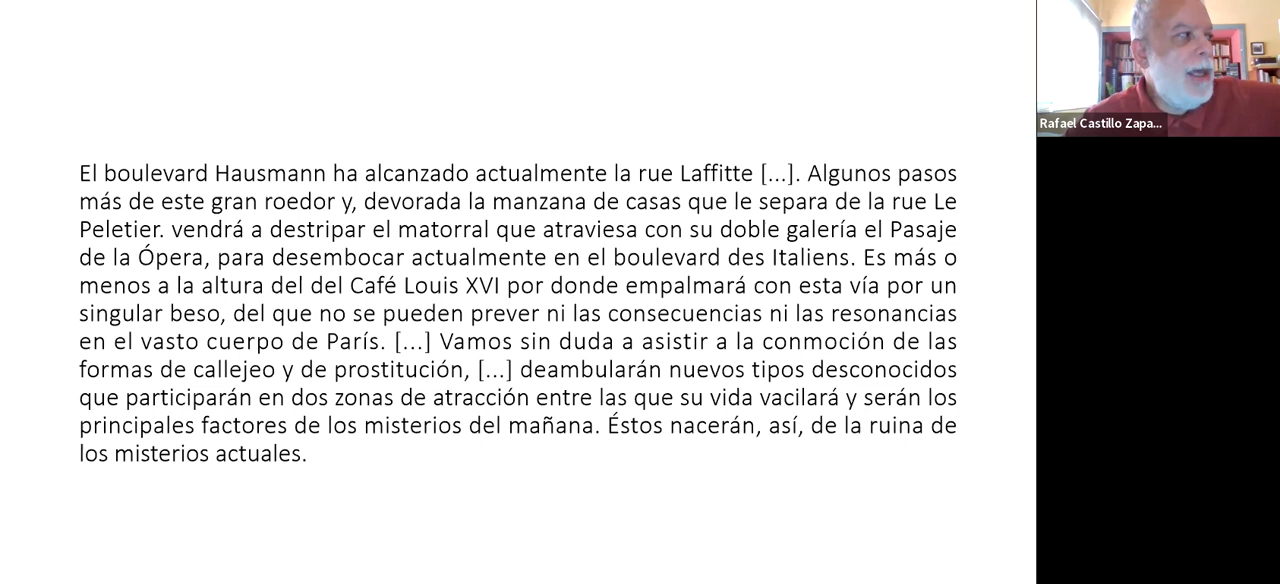 El boulevard Hausmann ha alcanzado actualmente la rue Laffitte [...]. Algunos pasos
más de este gran roedor y, devorada la manzana de casas que le separa de la rue Le
Peletier. vendrá a destripar el matorral que atraviesa con su doble galería el Pasaje
de la Ópera, para desembocar actualmente en el boulevard des Italiens. Es más o
menos a la altura del del Café Louis XVI por donde empalmará con esta vía por un
singular beso, del que no se pueden prever ni las consecuencias ni las resonancias
en el vasto cuerpo de París. [...] Vamos sin duda a asistir a la conmoción de las
formas de callejeo y de prostitución, [...] deambularán nuevos tipos desconocidos
que participarán en dos zonas de atracción entre las que su vida vacilará y serán los
principales factores de los misterios del mañana. Éstos nacerán, así, de la ruina de
los misterios actuales.
Rafael Castillo Zapa...